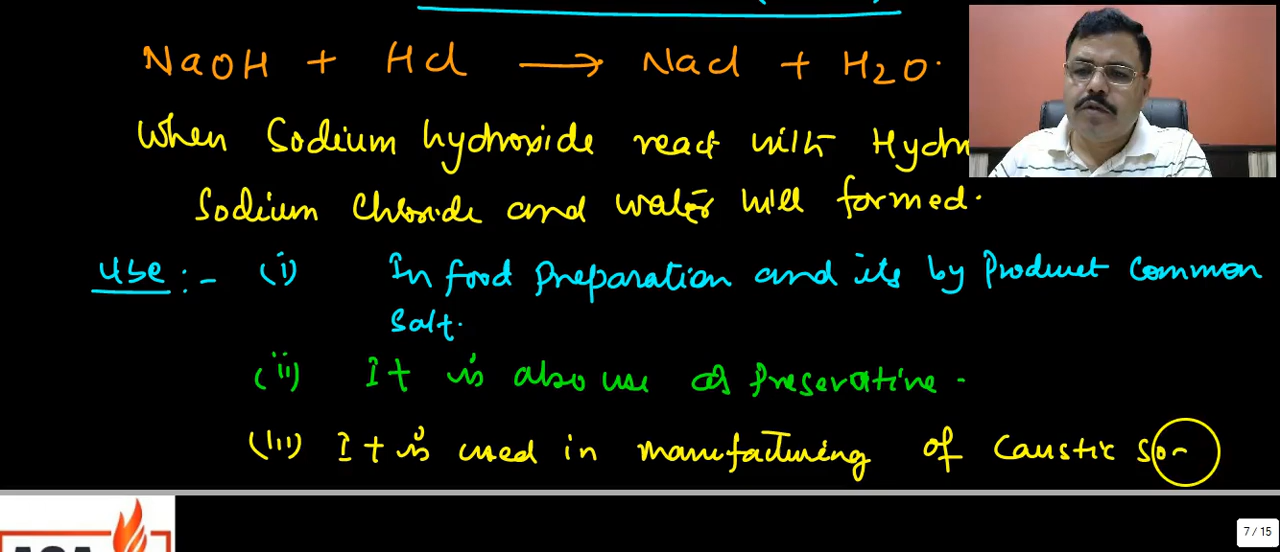 NaOH + HCl → NaCl + H2O.
When Sodium hydroxide react with Hydr
Sodium Chloride and water will formed.
Use :- (i) In food preparation and its by product common
salt.
(ii) It is also use as preservative.
(iii) It is used in manufacturing of caustic so
7 / 15